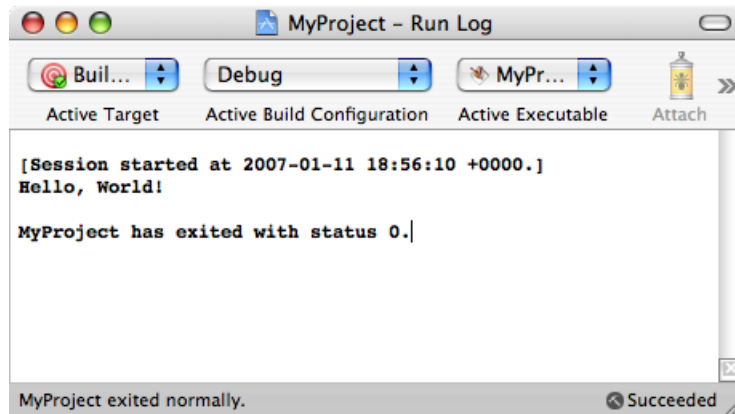 MyProject – Run Log
Buil... Debug MyPr...
Active Target Active Build Configuration Active Executable Attach
[Session started at 2007-01-11 18:56:10 +0000.]
Hello, World!
MyProject has exited with status 0.
MyProject exited normally. Succeeded